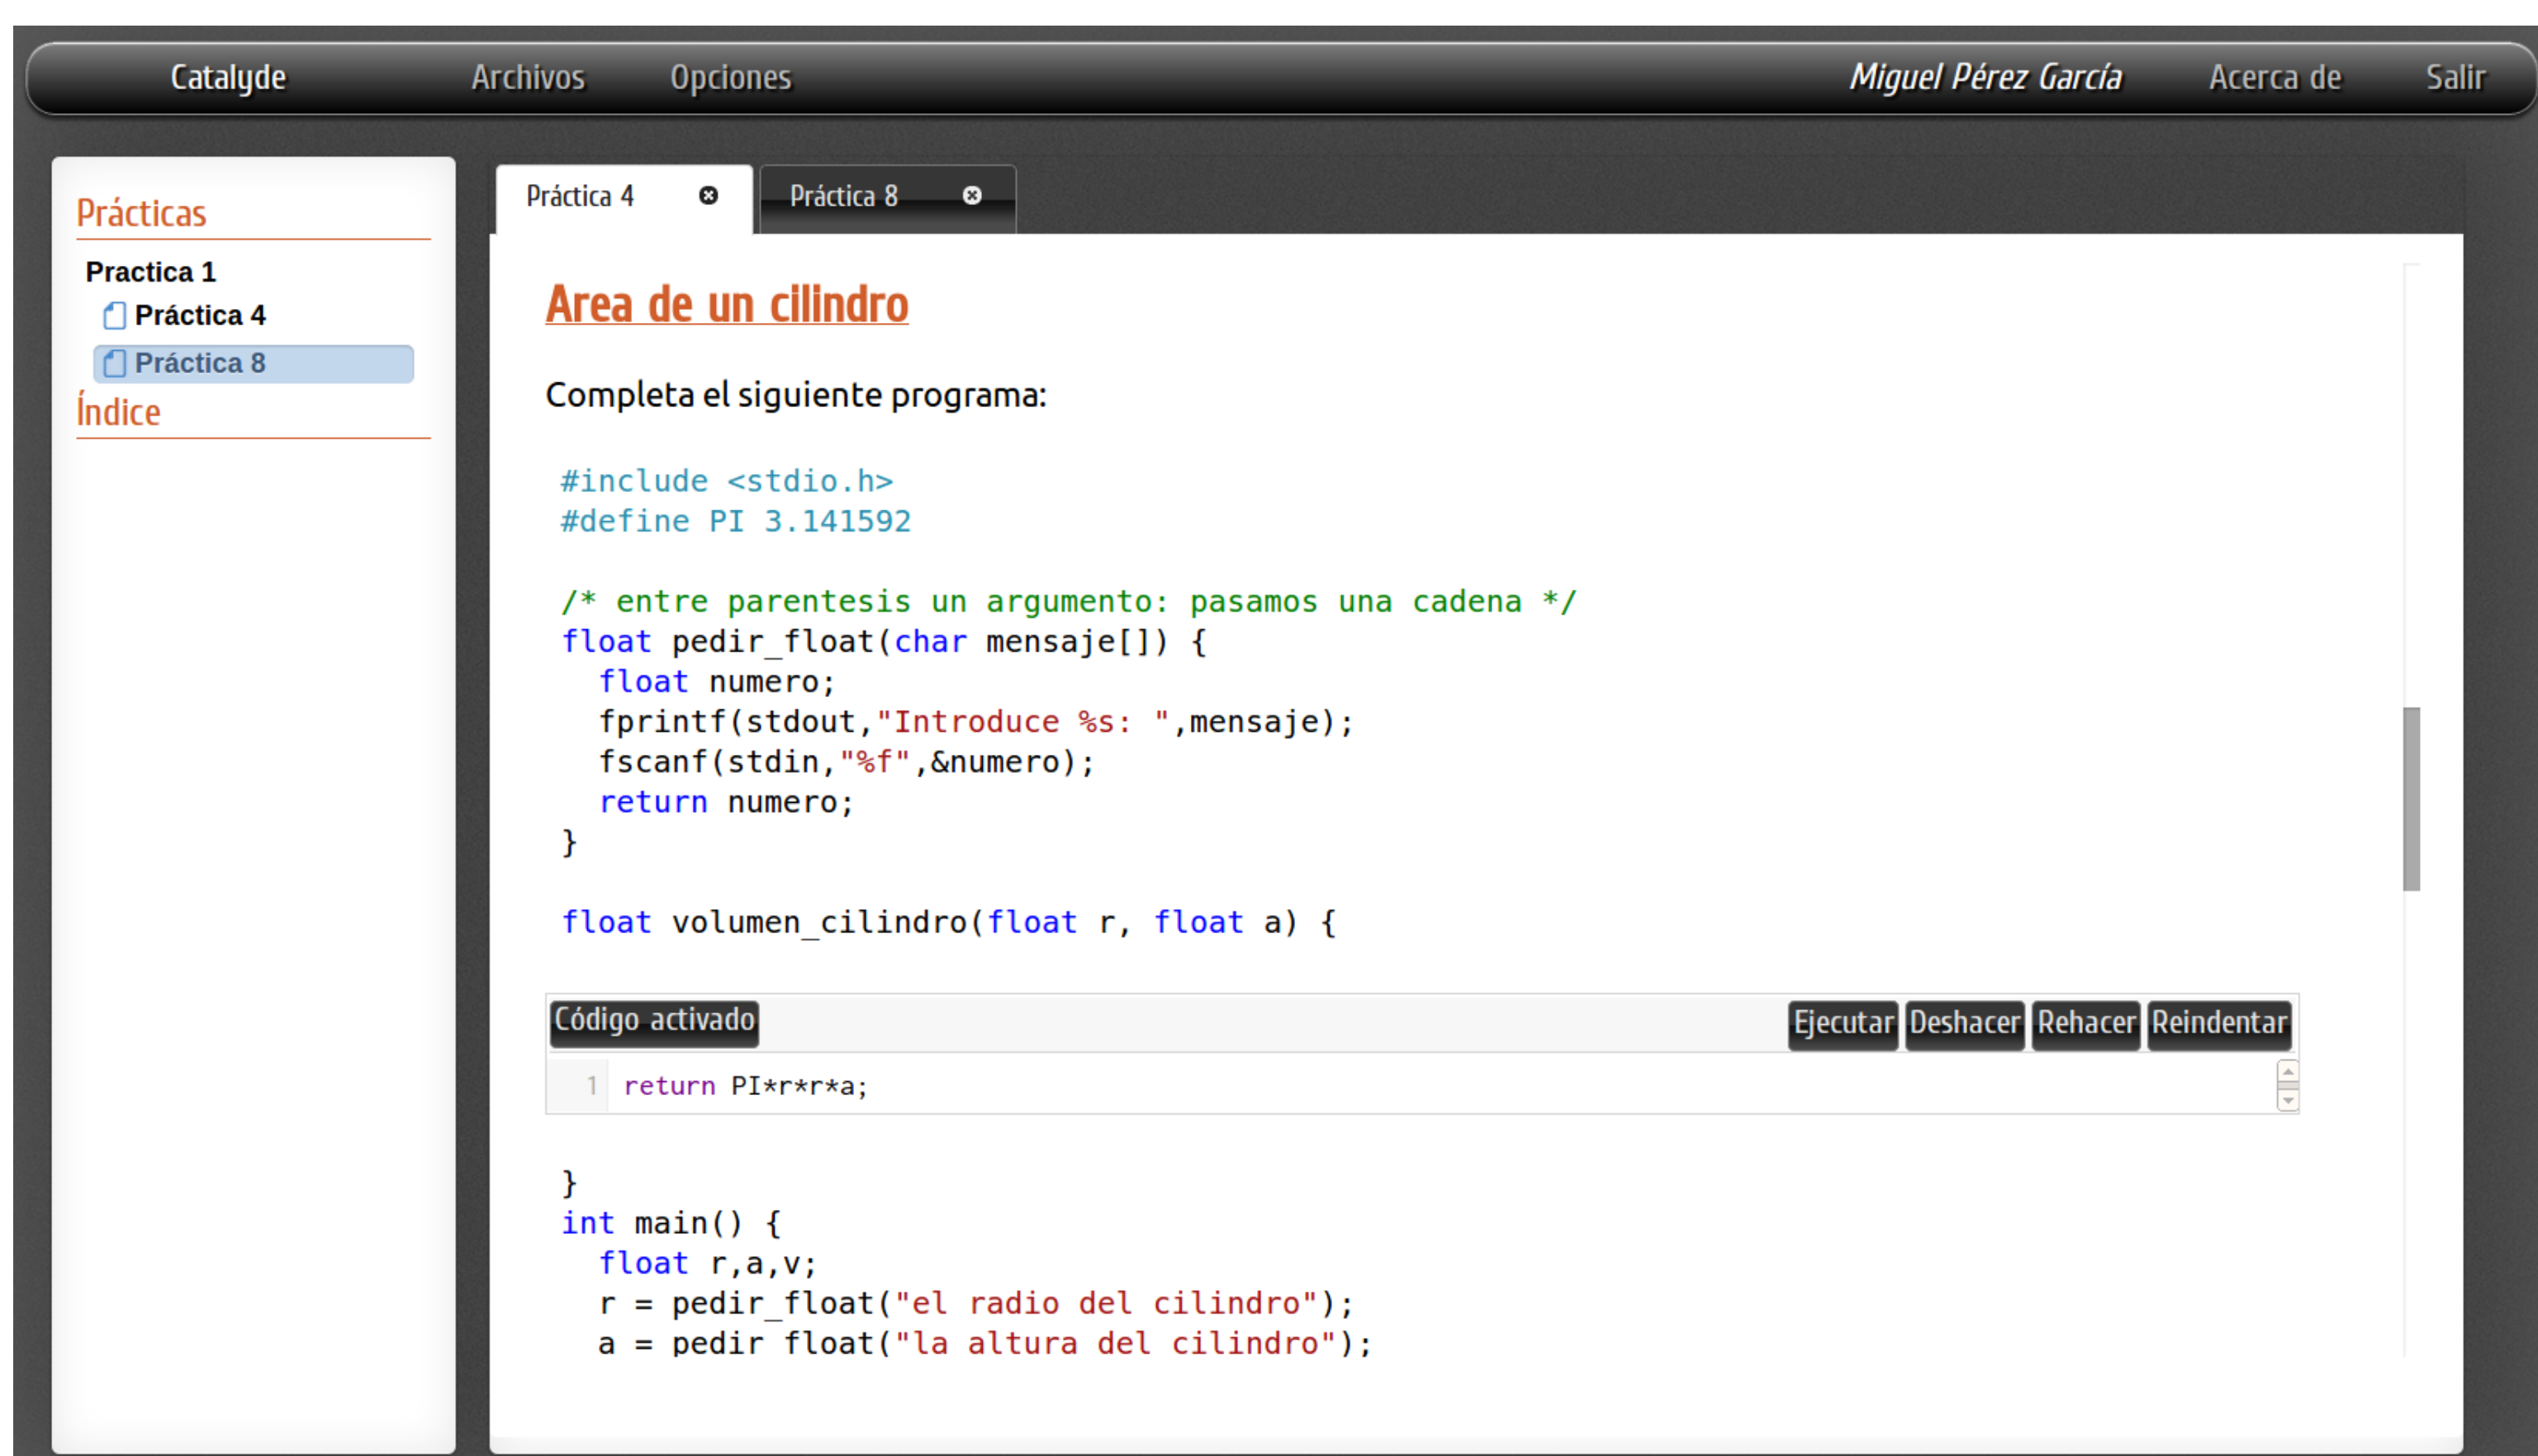 Catalyde Archivos Opciones Miguel Pérez García Acerca de Salir
Prácticas
Practica 1
Práctica 4
Práctica 8
Índice
Práctica 4 Práctica 8
Area de un cilindro
Completa el siguiente programa:
#include <stdio.h>
#define PI 3.141592
/* entre parentesis un argumento: pasamos una cadena */
float pedir_float(char mensaje[]) {
  float numero;
  fprintf(stdout,"Introduce %s: ",mensaje);
  fscanf(stdin,"%f",&numero);
  return numero;
}
float volumen_cilindro(float r, float a) {
Código activado Ejecutar Deshacer Rehacer Reindentar
1 return PI*r*r*a;
}
int main() {
  float r,a,v;
  r = pedir_float("el radio del cilindro");
  a = pedir float("la altura del cilindro");